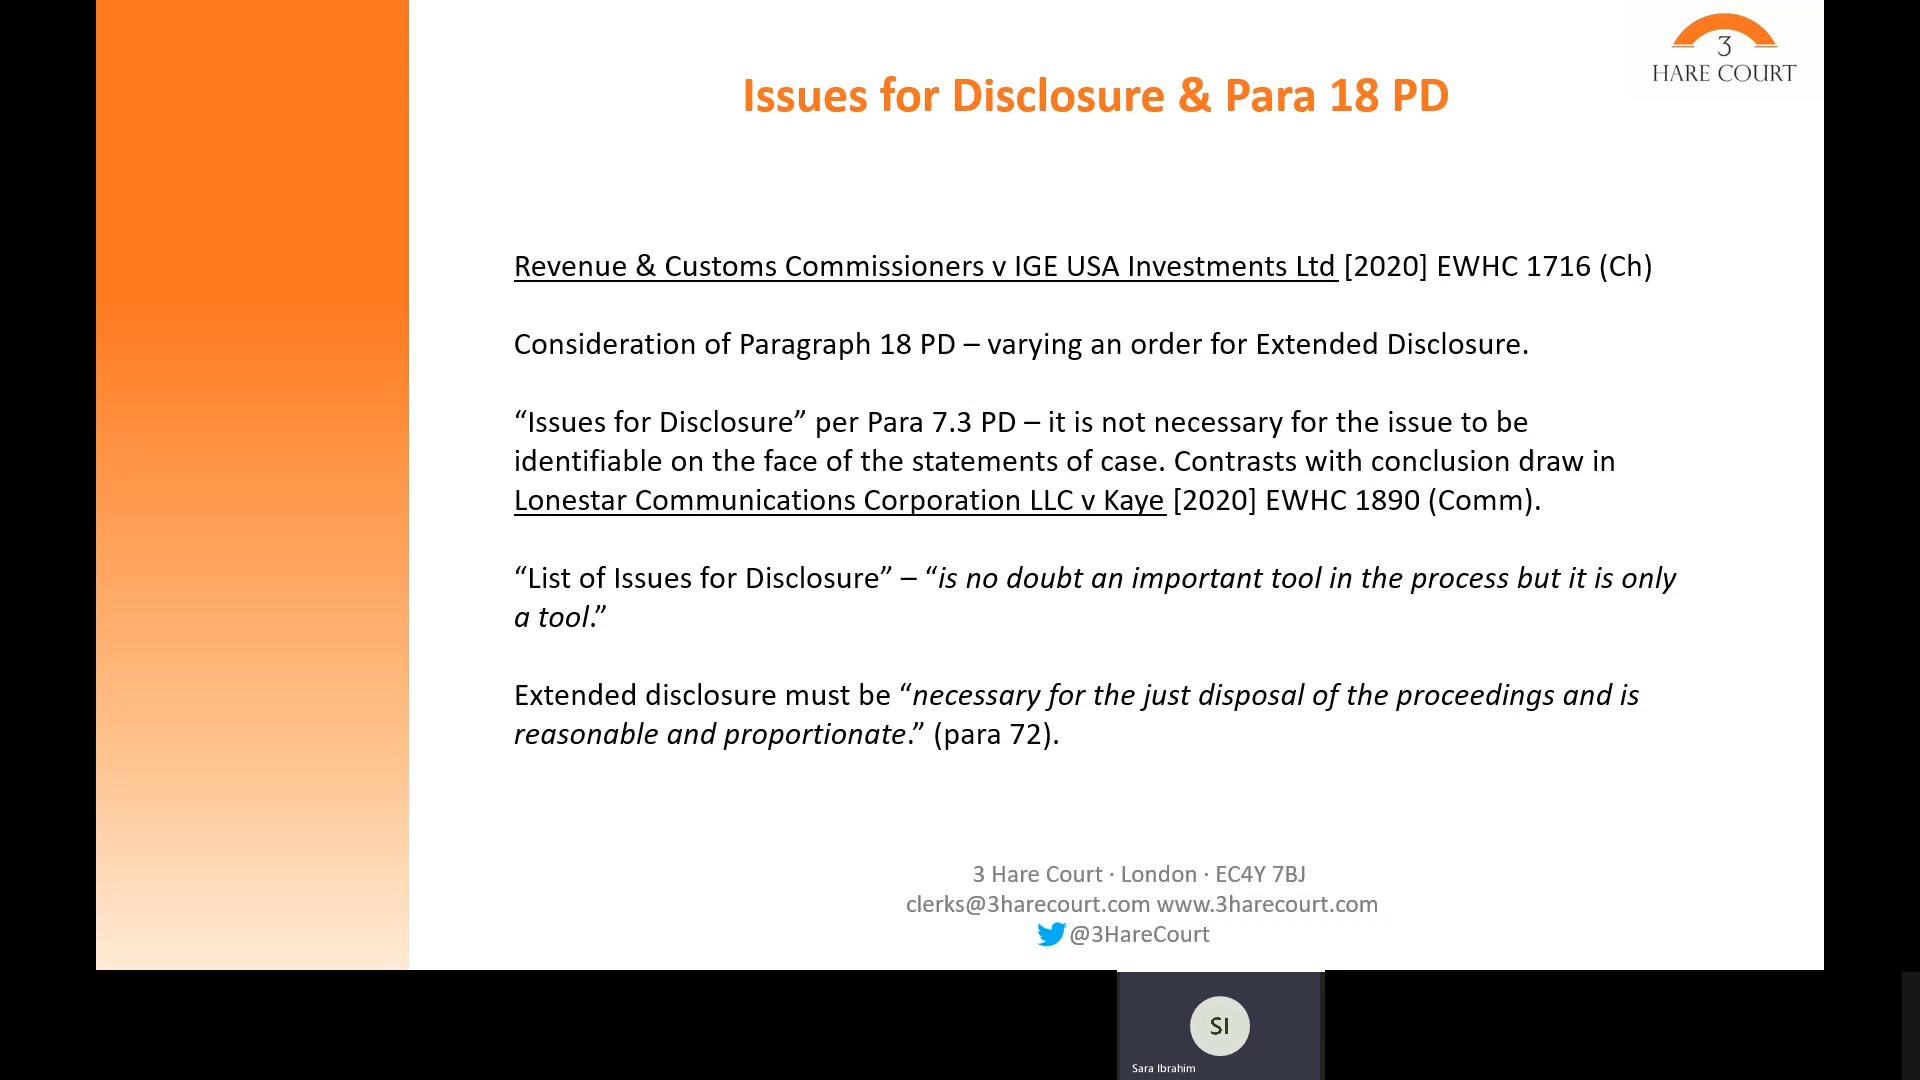 3
HARE COURT
Issues for Disclosure & Para 18 PD
Revenue & Customs Commissioners v IGE USA Investments Ltd [2020] EWHC 1716 (Ch)
Consideration of Paragraph 18 PD – varying an order for Extended Disclosure.
“Issues for Disclosure” per Para 7.3 PD – it is not necessary for the issue to be
identifiable on the face of the statements of case. Contrasts with conclusion draw in
Lonestar Communications Corporation LLC v Kaye [2020] EWHC 1890 (Comm).
“List of Issues for Disclosure” – “is no doubt an important tool in the process but it is only
a tool.”
Extended disclosure must be “necessary for the just disposal of the proceedings and is
reasonable and proportionate.” (para 72).
3 Hare Court · London · EC4Y 7BJ
clerks@3harecourt.com www.3harecourt.com
@3HareCourt
SI
Sara Ibrahim